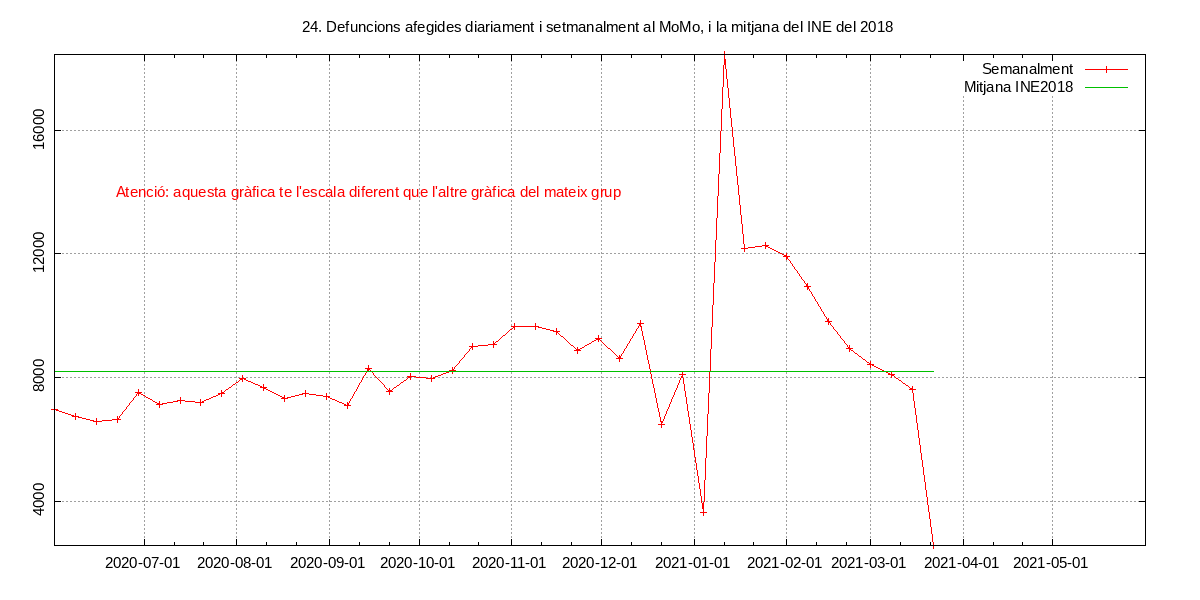 24. Defuncions afegides diariament i setmanalment al MoMo, i la mitjana del INE del 2018
Semanalment
Mitjana INE2018
16000
Atenció: aquesta gràfica te l'escala diferent que l'altre gràfica del mateix grup
12000
8000
4000
2020-07-01 2020-08-01 2020-09-01 2020-10-01 2020-11-01 2020-12-01 2021-01-01 2021-02-01 2021-03-01 2021-04-01 2021-05-01